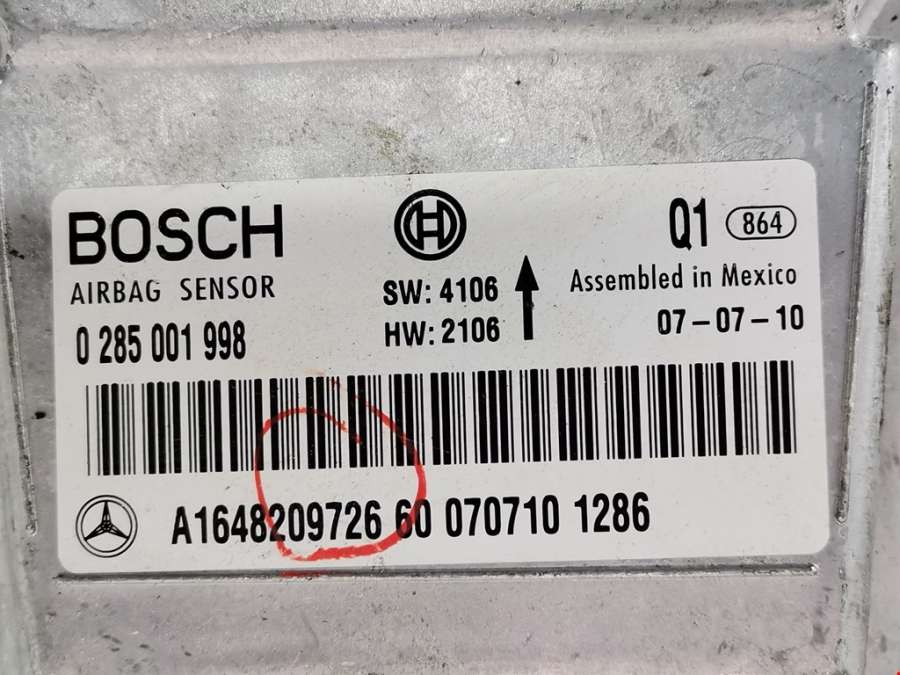 BOSCH
Q1 864
AIRBAG SENSOR
SW: 4106
Assembled in Mexico
0 285 001 998
HW: 2106
07-07-10
A1648209726 60 070710 1286